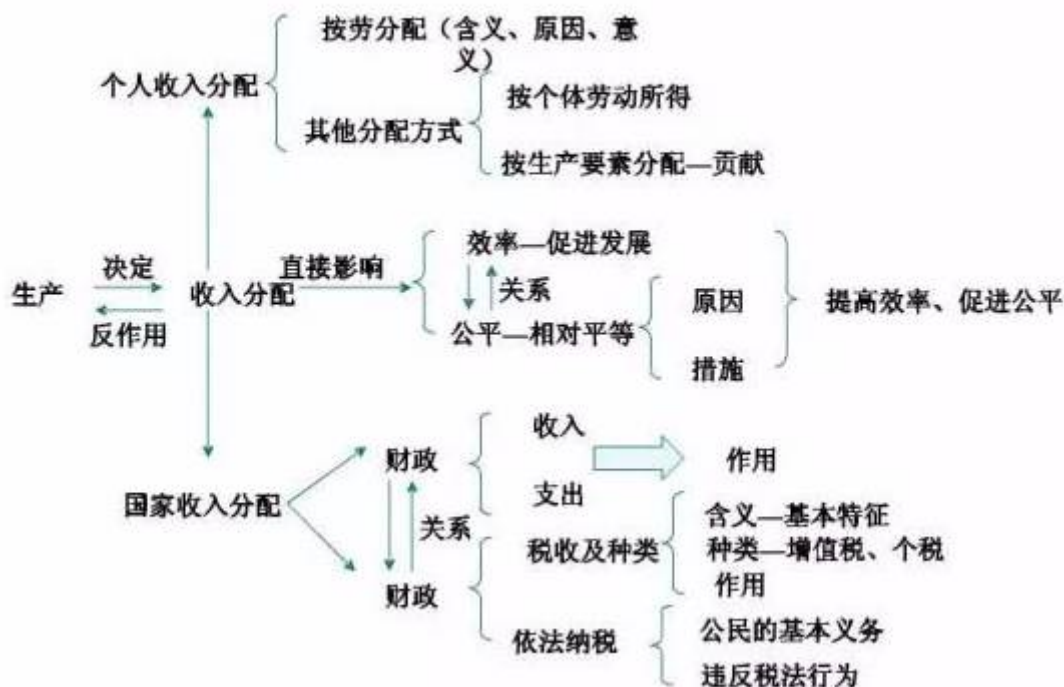 按劳分配（含义、原因、意
义）
个人收入分配
按个体劳动所得
其他分配方式
按生产要素分配—贡献
效率—促进发展
决定
直接影响
生产
收入分配
关系
原因
提高效率、促进公平
反作用
公平—相对平等
措施
收入
财政
作用
支出
国家收入分配
含义—基本特征
关系
税收及种类
种类—增值税、个税
作用
财政
公民的基本义务
依法纳税
违反税法行为